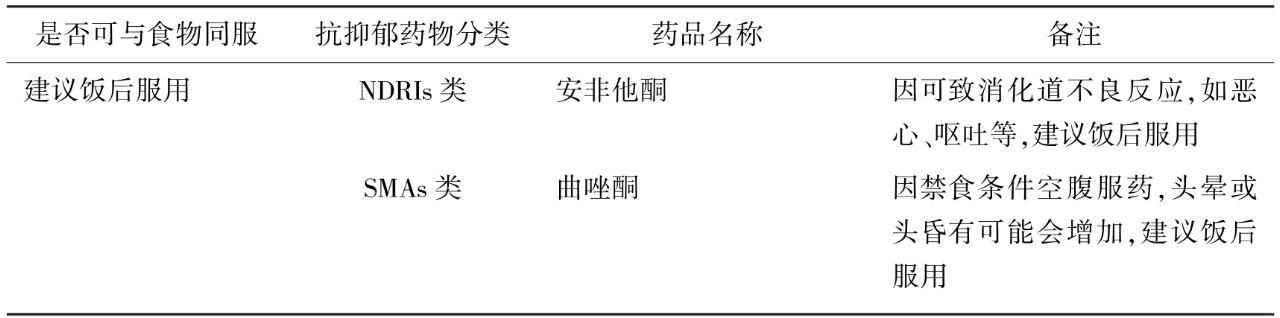 是否可与食物同服 抗抑郁药物分类 药品名称 备注
建议饭后服用 NDRIs 类 安非他酮 因可致消化道不良反应,如恶
心、呕吐等,建议饭后服用
SMAs 类 曲唑酮 因禁食条件空腹服药,头晕或
头昏有可能会增加,建议饭后
服用